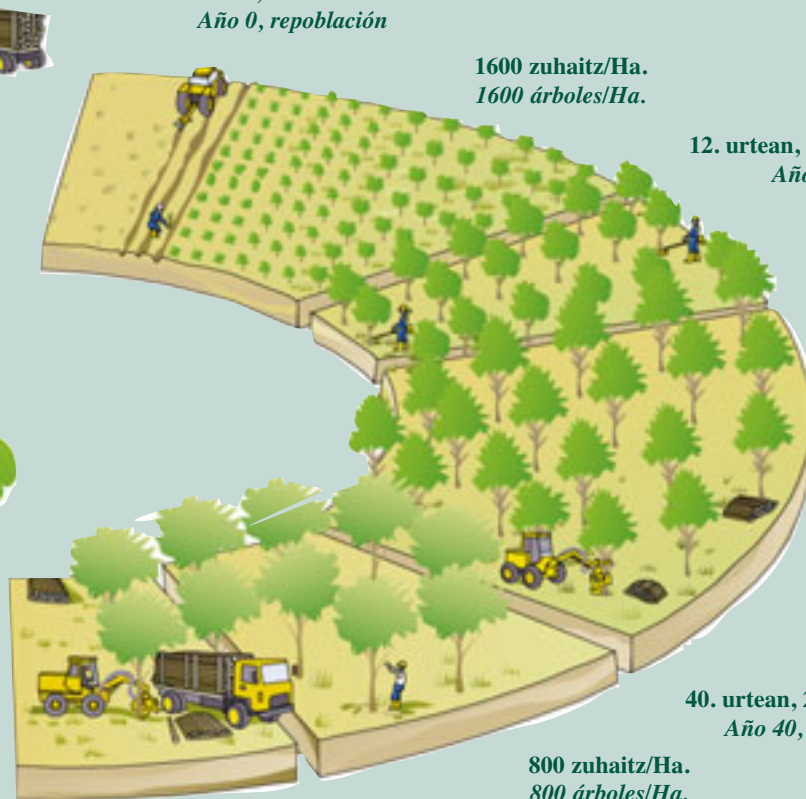 Año 0, repoblación
1600 zuhaitz/Ha.
1600 árboles/Ha.
12. urtean,
40. urtean,
Año 40,
800 zuhaitz/Ha.
800 árboles/Ha.